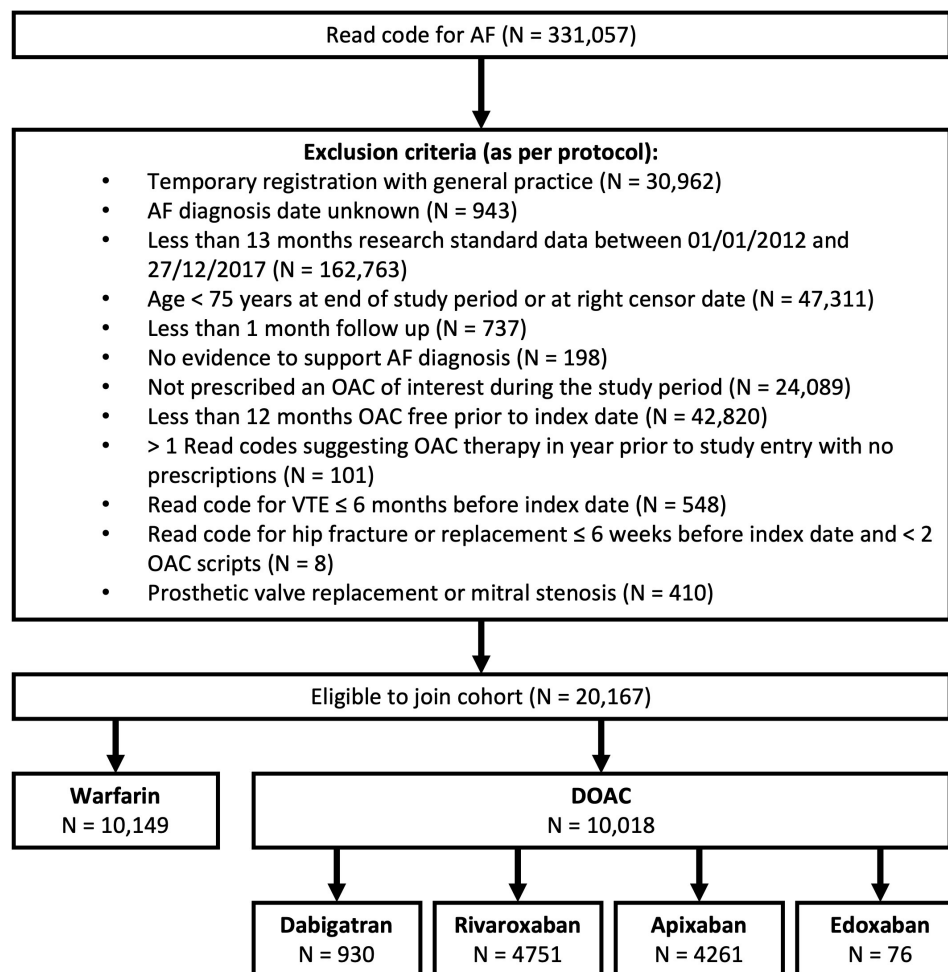 Read code for AF (N = 331,057)
Exclusion criteria (as per protocol):
• Temporary registration with general practice (N = 30,962)
• AF diagnosis date unknown (N = 943)
• Less than 13 months research standard data between 01/01/2012 and
27/12/2017 (N = 162,763)
• Age < 75 years at end of study period or at right censor date (N = 47,311)
• Less than 1 month follow up (N = 737)
• No evidence to support AF diagnosis (N = 198)
• Not prescribed an OAC of interest during the study period (N = 24,089)
• Less than 12 months OAC free prior to index date (N = 42,820)
• > 1 Read codes suggesting OAC therapy in year prior to study entry with no
prescriptions (N = 101)
• Read code for VTE ≤ 6 months before index date (N = 548)
• Read code for hip fracture or replacement ≤ 6 weeks before index date and < 2
OAC scripts (N = 8)
• Prosthetic valve replacement or mitral stenosis (N = 410)
Eligible to join cohort (N = 20,167)
Warfarin
N = 10,149
DOAC
N = 10,018
Dabigatran
N = 930
Rivaroxaban
N = 4751
Apixaban
N = 4261
Edoxaban
N = 76